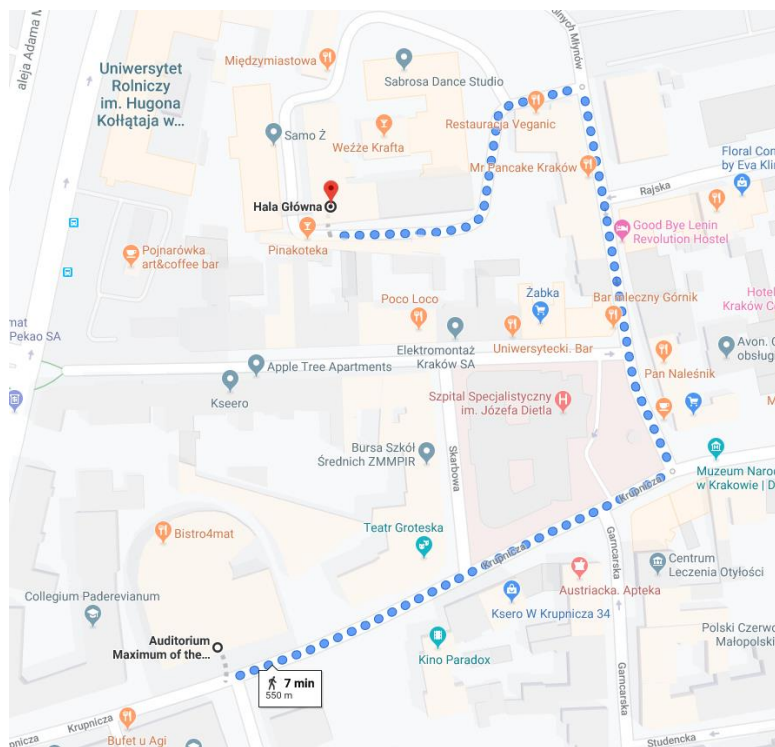 aleja Adama M
Uniwersytet
Rolniczy
im. Hugona
Kołłątaja w...
Międzymiastowa
Sabrosa Dance Studio
olnych Młynów
Samo Ż
Weźże Krafta
Restauracja Veganic
Mr Pancake Kraków
Floral Con
by Eva Klim
Rajska
Hala Główna
Pinakoteka
Pojnarówka
art&coffee bar
Good Bye Lenin
Revolution Hostel
Poco Loco
Żabka
Bar mleczny Górnik
Hotel
Kraków Ce
mat
Pekao SA
Elektromontaż
Kraków SA
Uniwersytecki. Bar
Avon. O
obsług
Apple Tree Apartments
Kseero
Pan Naleśnik
Szpital Specjalistyczny
im. Józefa Dietla
M
Bursa Szkół
Średnich ZMMPIR
Skarbowa
Muzeum Naro
w Krakowie | D
Krupnicza
Bistro4mat
Teatr Groteska
Krupnicza
Garncarska
Centrum
Leczenia Otyłości
Austriacka. Apteka
Collegium Paderevianum
Ksero W Krupnicza 34
Auditorium
Maximum of the...
Kino Paradox
Polski Czerwo
Małopolski
7 min
550 m
Garncarska
Krupnicza
Bufet u Agi
Studencka